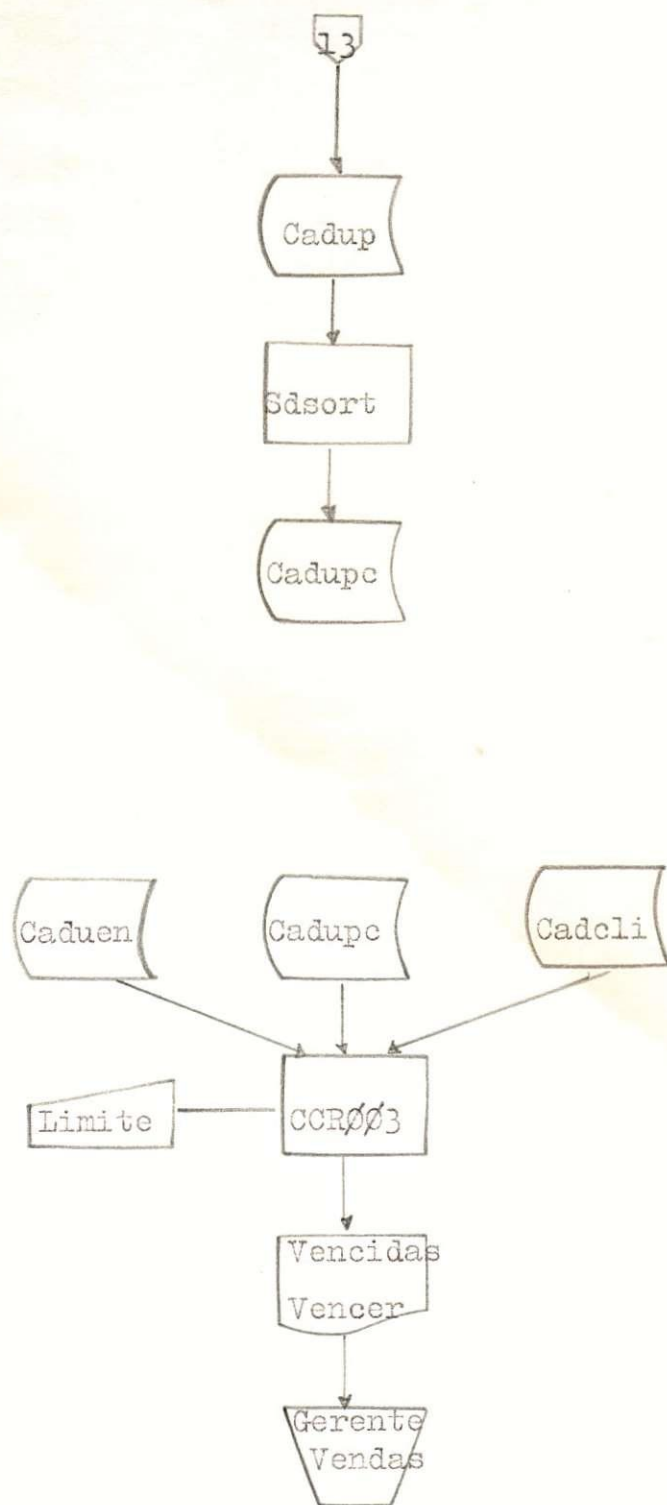 13
Cadup
Sdsort
Cadupc
Caduen Cadupc Cadcli
Limite CCRØØ3
Vencidas
Vencer
Gerente
Vendas